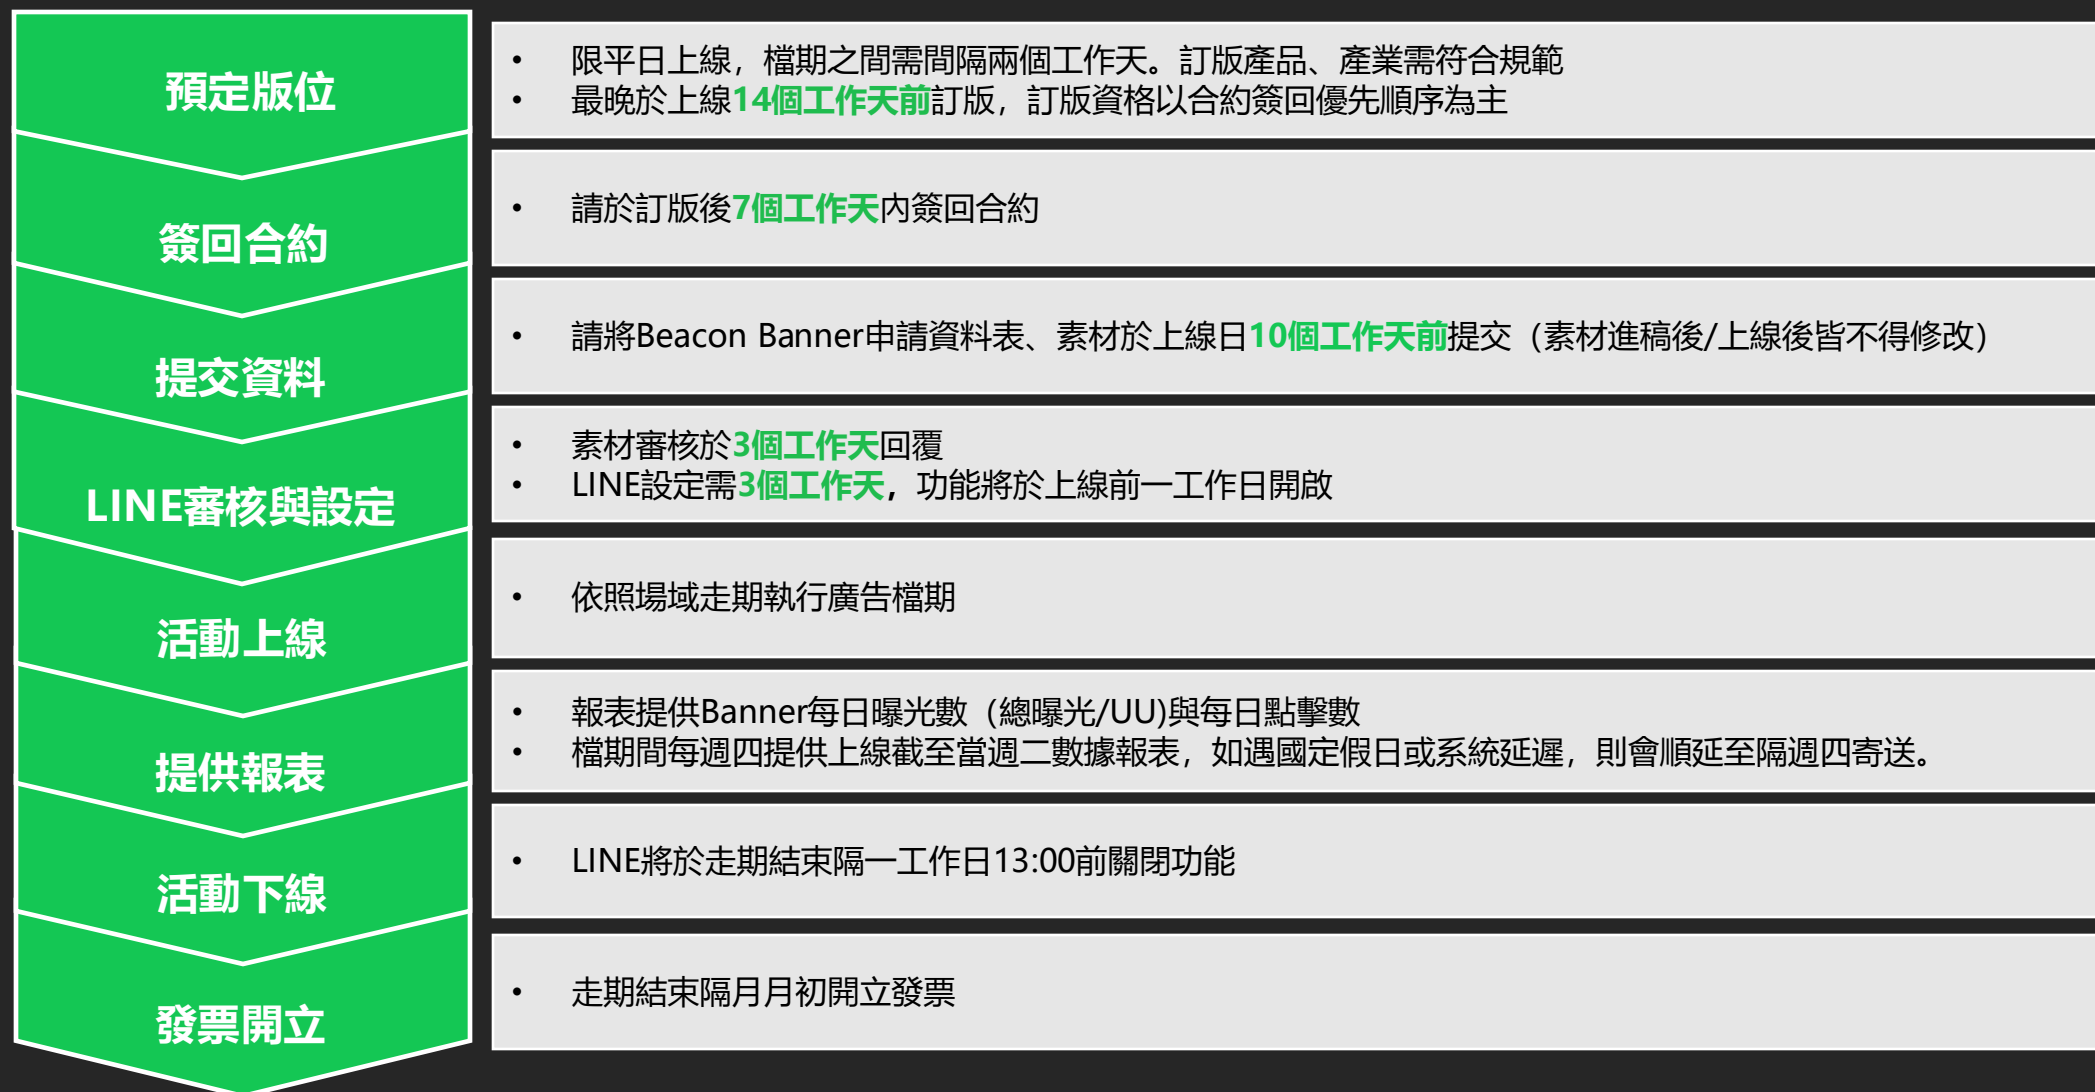 預定版位
• 限平日上線，檔期之間需間隔兩個工作天。訂版產品、產業需符合規範
• 最晚於上線14個工作天前訂版，訂版資格以合約簽回優先順序為主
簽回合約
• 請於訂版後7個工作天內簽回合約
提交資料
• 請將Beacon Banner申請資料表、素材於上線日10個工作天前提交（素材進稿後/上線後皆不得修改）
LINE審核與設定
• 素材審核於3個工作天回覆
• LINE設定需3個工作天，功能將於上線前一工作日開啟
活動上線
• 依照場域走期執行廣告檔期
提供報表
• 報表提供Banner每日曝光數（總曝光/UU)與每日點擊數
• 檔期間每週四提供上線截至當週二數據報表，如遇國定假日或系統延遲，則會順延至隔週四寄送。
活動下線
• LINE將於走期結束隔一工作日13:00前關閉功能
發票開立
• 走期結束隔月月初開立發票